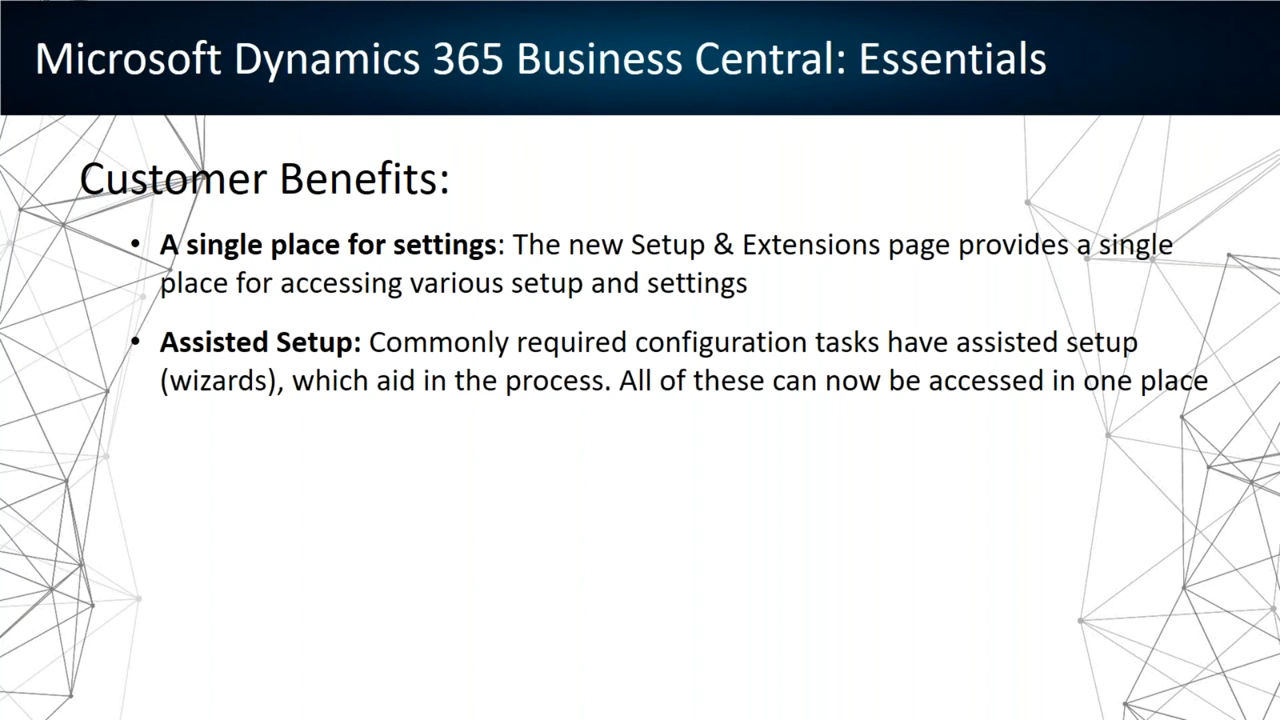 Microsoft Dynamics 365 Business Central: Essentials
Customer Benefits:
• A single place for settings: The new Setup & Extensions page provides a single
place for accessing various setup and settings
• Assisted Setup: Commonly required configuration tasks have assisted setup
(wizards), which aid in the process. All of these can now be accessed in one place